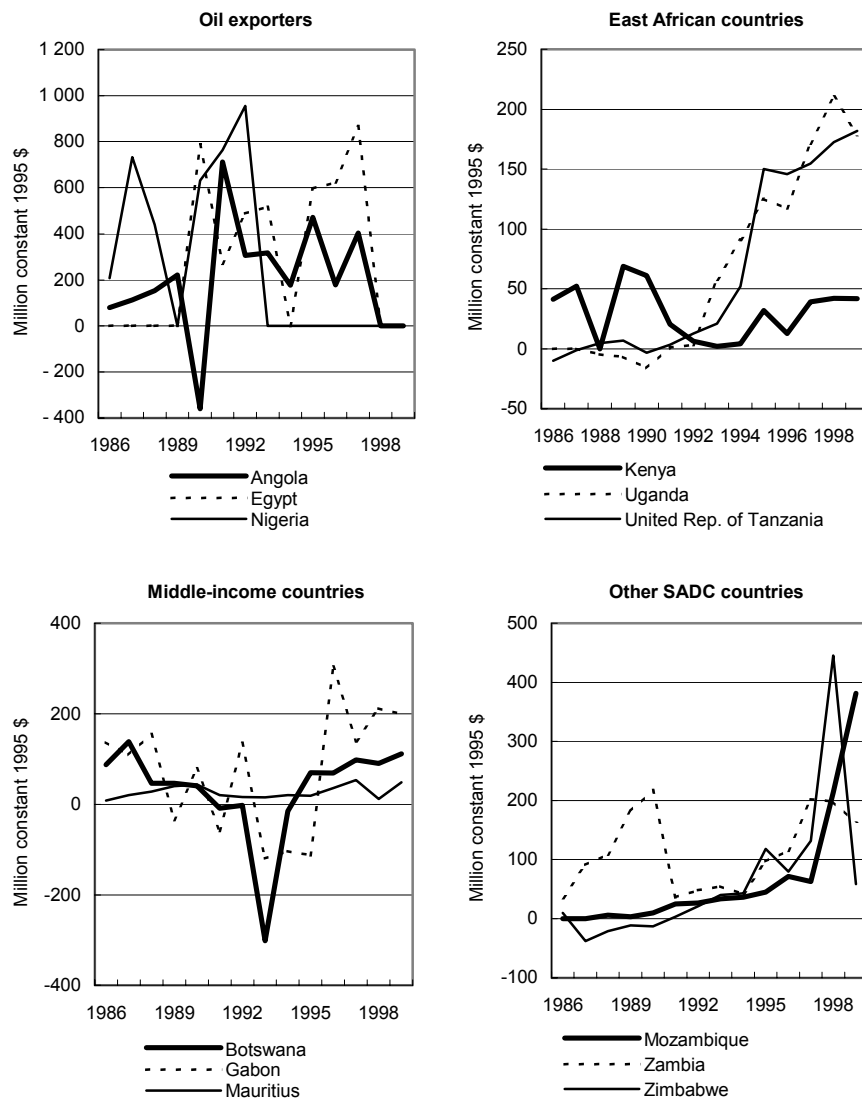 Oil exporters
Million constant 1995 $
1 200
1 000
800
600
400
200
0
- 200
- 400
1986 1989 1992 1995 1998
Angola
Egypt
Nigeria
East African countries
Million constant 1995 $
250
200
150
100
50
0
-50
1986 1988 1990 1992 1994 1996 1998
Kenya
Uganda
United Rep. of Tanzania
Middle-income countries
Million constant 1995 $
400
200
0
-200
-400
1986 1989 1992 1995 1998
Botswana
Gabon
Mauritius
Other SADC countries
Million constant 1995 $
500
400
300
200
100
0
-100
1986 1989 1992 1995 1998
Mozambique
Zambia
Zimbabwe